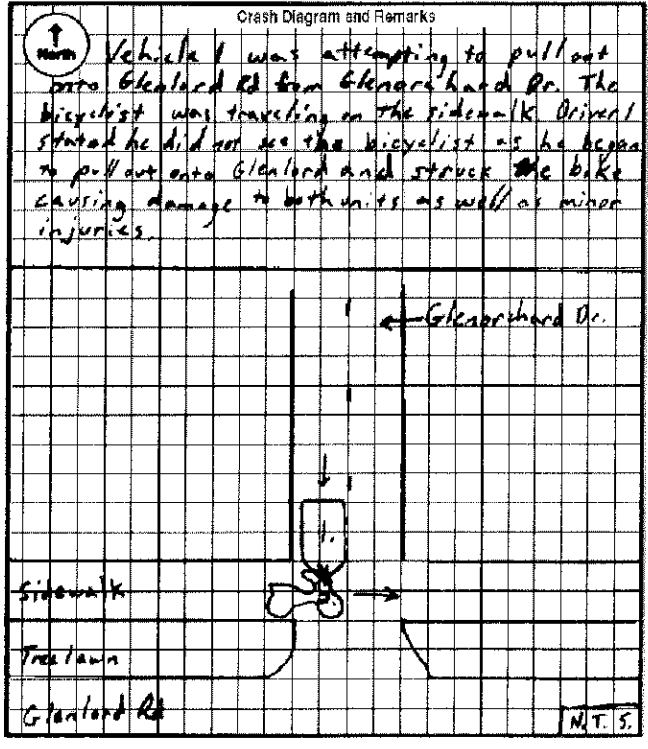 Crash Diagram and Remarks
North
Vehicle 1 was attempting to pull out
onto Glenlord Rd from Glenorchard Dr. The
bicyclist was traveling on the sidewalk Driver 1
stated he did not see the bicyclist as he began
to pull out onto Glenlord and struck the bike
causing damage to both units as well as minor
injuries.
Glenorchard Dr.
1.
Sidewalk
Treelawn
Glenlord Rd
N.T.S.